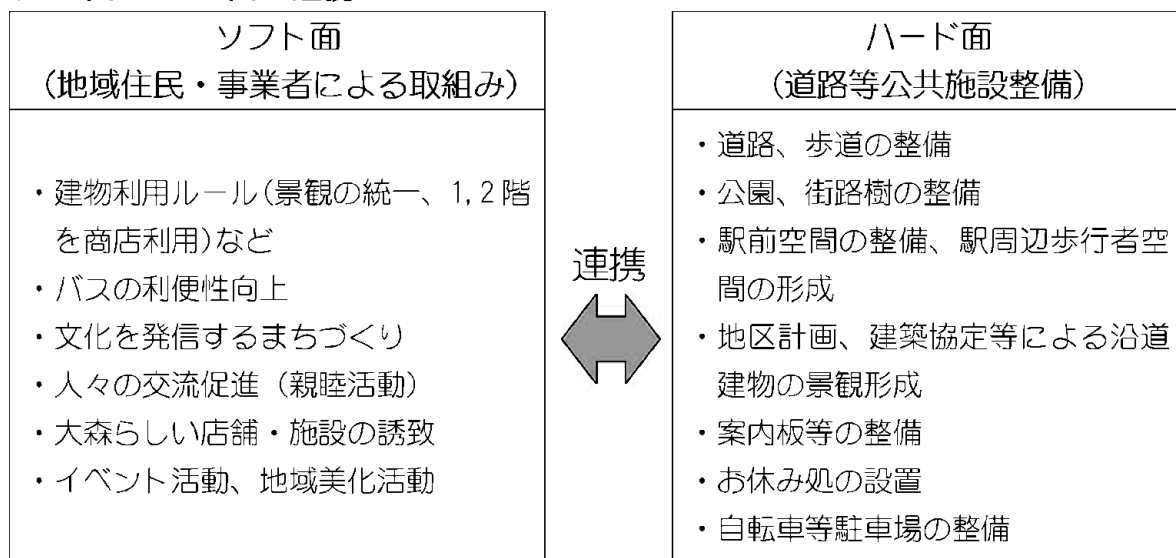 ソフト面
(地域住民・事業者による取組み)
・建物利用ルール(景観の統一、1,2階
を商店利用)など
・バスの利便性向上
・文化を発信するまちづくり
・人々の交流促進(親睦活動)
・大森らしい店舗・施設の誘致
・イベント活動、地域美化活動
連携
ハード面
(道路等公共施設整備)
・道路、歩道の整備
・公園、街路樹の整備
・駅前空間の整備、駅周辺歩行者空
間の形成
・地区計画、建築協定等による沿道
建物の景観形成
・案内板等の整備
・お休み処の設置
・自転車等駐車場の整備